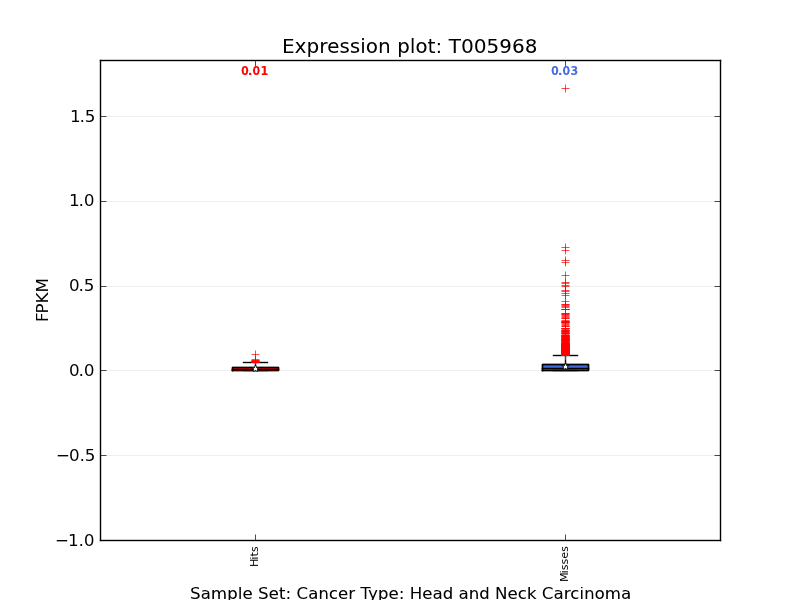 Expression plot: T005968
0.01
0.03
1.5
1.0
0.5
0.0
−0.5
−1.0
FPKM
Hits
Misses
Sample Set: Cancer Type: Head and Neck Carcinoma